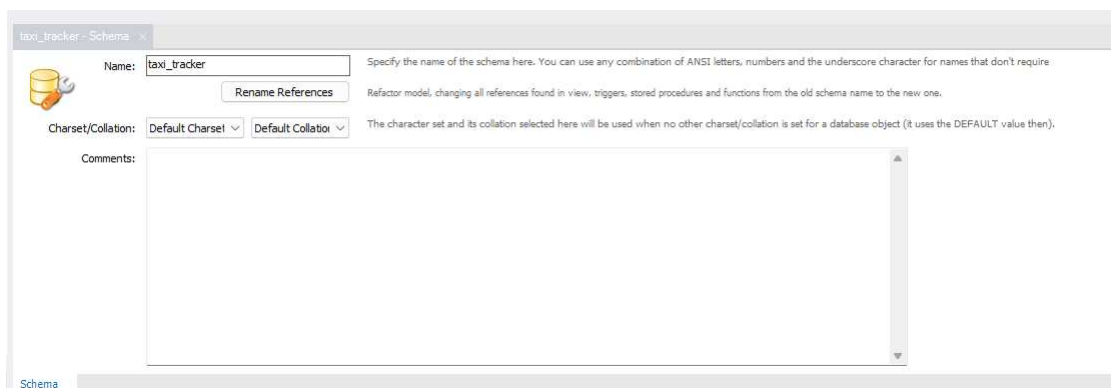 taxi_tracker - Schema ×
Name: taxi_tracker Specify the name of the schema here. You can use any combination of ANSI letters, numbers and the underscore character for names that don't require
Rename References Refactor model, changing all references found in view, triggers, stored procedures and functions from the old schema name to the new one.
Charset/Collation: Default Charset Default Collation The character set and its collation selected here will be used when no other charset/collation is set for a database object (it uses the DEFAULT value then).
Comments:
Schema